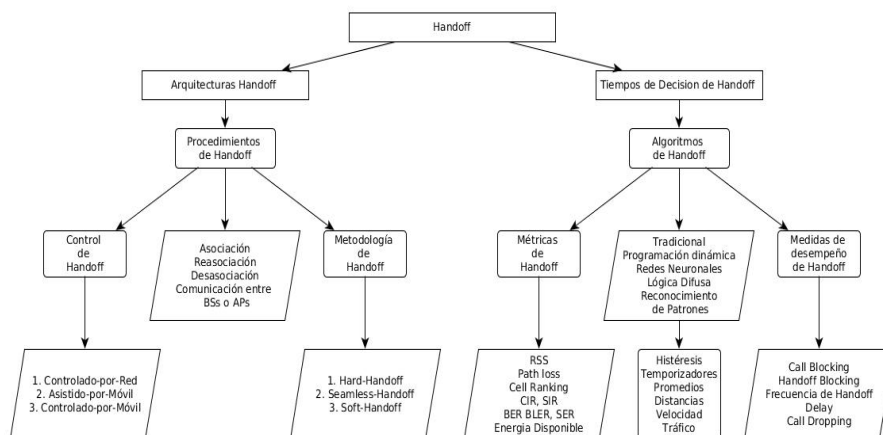 Handoff
Arquitecturas Handoff
Tiempos de Decision de Handoff
Procedimientos
de Handoff
Algoritmos
de Handoff
Control
de
Handoff
Asociación
Reasociación
Desasociación
Comunicación entre
BSs o APs
Metodología
de
Handoff
Métricas
de
Handoff
Tradicional
Programación dinámica
Redes Neuronales
Lógica Difusa
Reconocimiento
de Patrones
Medidas de
desempeño
de Handoff
1. Controlado-por-Red
2. Asistido-por-Móvil
3. Controlado-por-Móvil
1. Hard-Handoff
2. Seamless-Handoff
3. Soft-Handoff
RSS
Path loss
Cell Ranking
CIR, SIR
BER BLER, SER
Energia Disponible
Histéresis
Temporizadores
Promedios
Distancias
Velocidad
Tráfico
Call Blocking
Handoff Blocking
Frecuencia de Handoff
Delay
Call Dropping